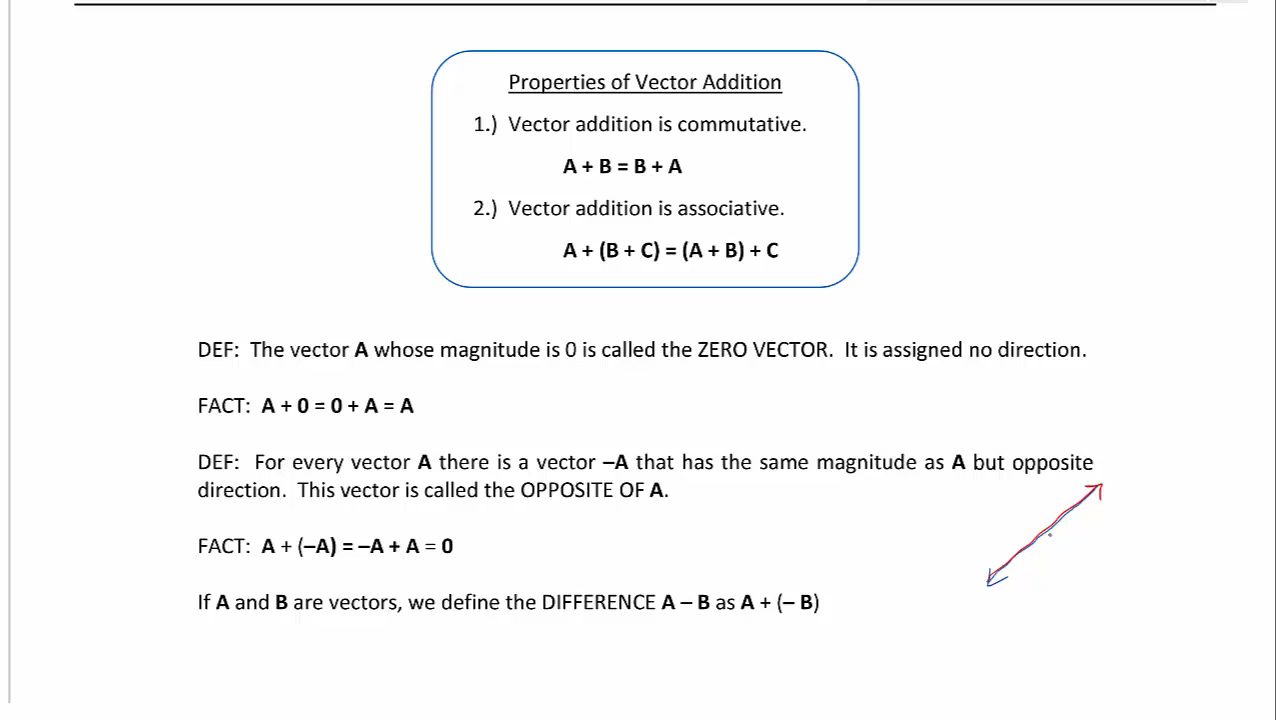 Properties of Vector Addition
1.) Vector addition is commutative.
A + B = B + A
2.) Vector addition is associative.
A + (B + C) = (A + B) + C
DEF: The vector A whose magnitude is 0 is called the ZERO VECTOR. It is assigned no direction.
FACT: A + 0 = 0 + A = A
DEF: For every vector A there is a vector –A that has the same magnitude as A but opposite
direction. This vector is called the OPPOSITE OF A.
FACT: A + (–A) = –A + A = 0
If A and B are vectors, we define the DIFFERENCE A – B as A + (– B)